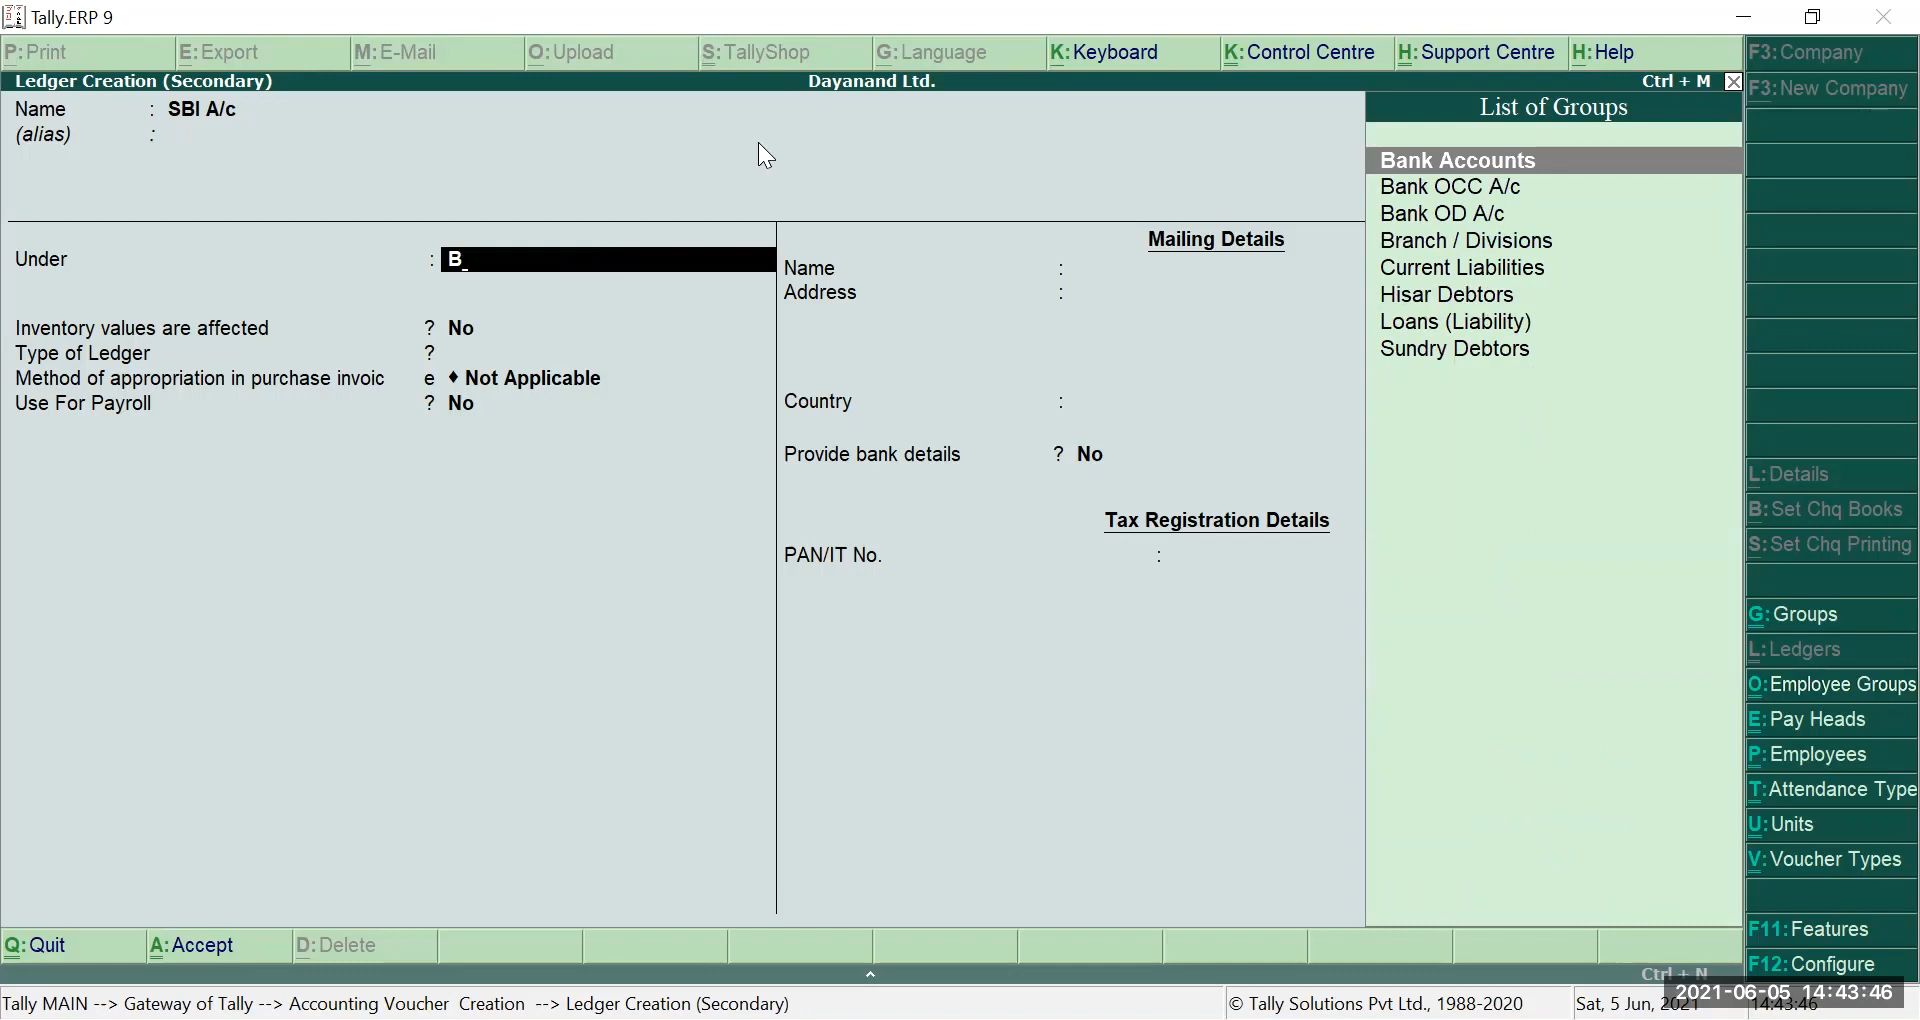 Tally.ERP 9
P: Print E: Export M: E-Mail O: Upload S: TallyShop G: Language K: Keyboard K: Control Centre H: Support Centre H: Help F3: Company
Ledger Creation (Secondary) Dayanand Ltd. Ctrl + M
F3: New Company
Name : SBI A/c
(alias) :
List of Groups
Bank Accounts
Bank OCC A/c
Bank OD A/c
Branch / Divisions
Current Liabilities
Hisar Debtors
Loans (Liability)
Sundry Debtors
Under : B
Inventory values are affected ? No
Type of Ledger ?
Method of appropriation in purchase invoic e ♦ Not Applicable
Use For Payroll ? No
Mailing Details
Name :
Address :
Country :
Provide bank details ? No
Tax Registration Details
PAN/IT No. :
L: Details
B: Set Chq Books
S: Set Chq Printing
G: Groups
L: Ledgers
O: Employee Groups
E: Pay Heads
P: Employees
T: Attendance Type
U: Units
V: Voucher Types
F11: Features
F12: Configure
Q: Quit A: Accept D: Delete
Ctrl + N
Tally MAIN --> Gateway of Tally --> Accounting Voucher Creation --> Ledger Creation (Secondary) © Tally Solutions Pvt Ltd., 1988-2020 Sat, 5 Jun, 2021 14:43:46
2021-06-05 14:43:46